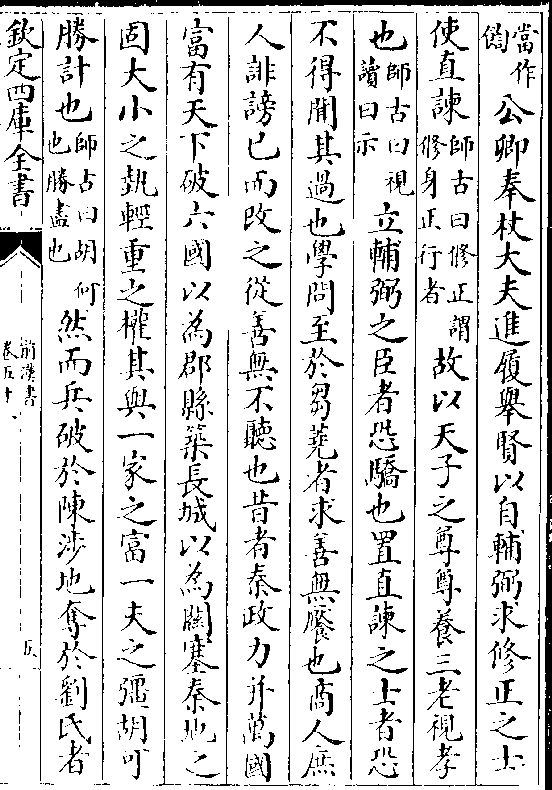 當作饋公卿奉杖大夫進履舉賢以自輔弼求修正之士
使直諫師古曰修正謂修身正行者故以天子之尊尊養三老視孝
也師古曰視讀曰示立輔弼之臣者恐驕也置直諫之士者恐
不得聞其過也學問至於芻蕘者求善無饜也商人庶
人誹謗已而改之從善無不聽也昔者秦政力并萬國
富有天下破六國以為郡縣築長城以為關塞秦地之
固大小之埶輕重之權其與一家之富一夫之彊胡可
勝計也師古曰胡何也勝盡也然而兵破於陳涉地奪於劉氏者
欽定四庫全書
前漢書
卷五十一